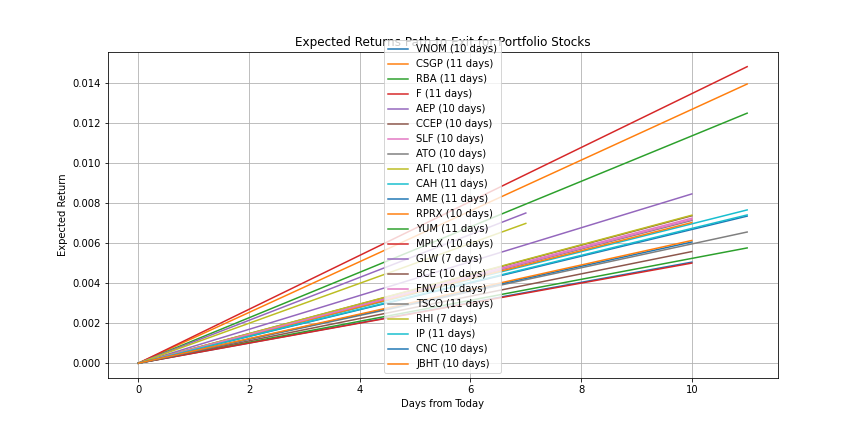 Expected Returns Path to Exit for Portfolio Stocks
VNOM (10 days)
CSGP (11 days)
RBA (11 days)
F (11 days)
AEP (10 days)
CCEP (10 days)
SLF (10 days)
ATO (10 days)
AFL (10 days)
CAH (11 days)
AME (11 days)
RPRX (10 days)
YUM (11 days)
MPLX (10 days)
GLW (7 days)
BCE (10 days)
FNV (10 days)
TSCO (11 days)
RHI (7 days)
IP (11 days)
CNC (10 days)
JBHT (10 days)
Expected Return
0.014
0.012
0.010
0.008
0.006
0.004
0.002
0.000
0 2 4 6 8 10
Days from Today